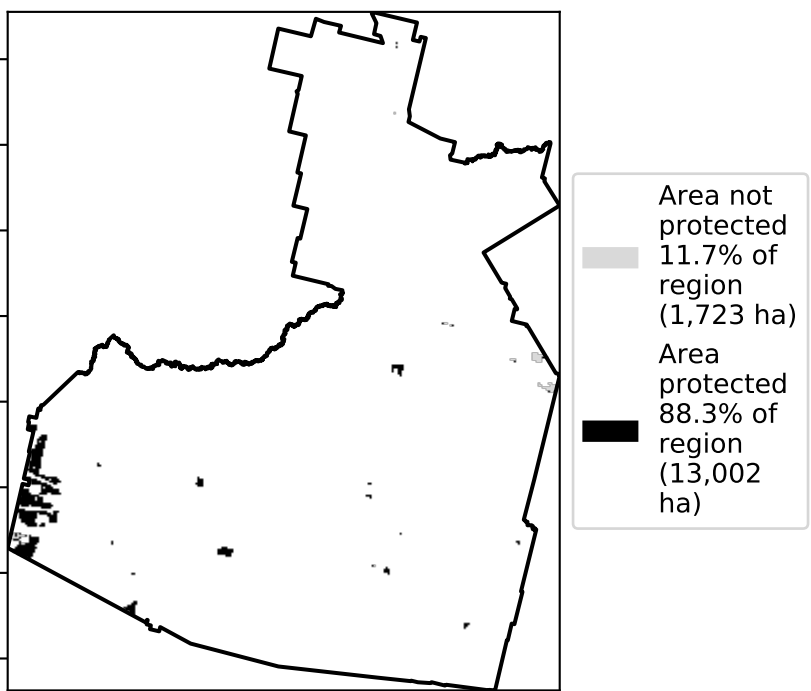 Area not
protected
11.7% of
region
(1,723 ha)
Area
protected
88.3% of
region
(13,002
ha)